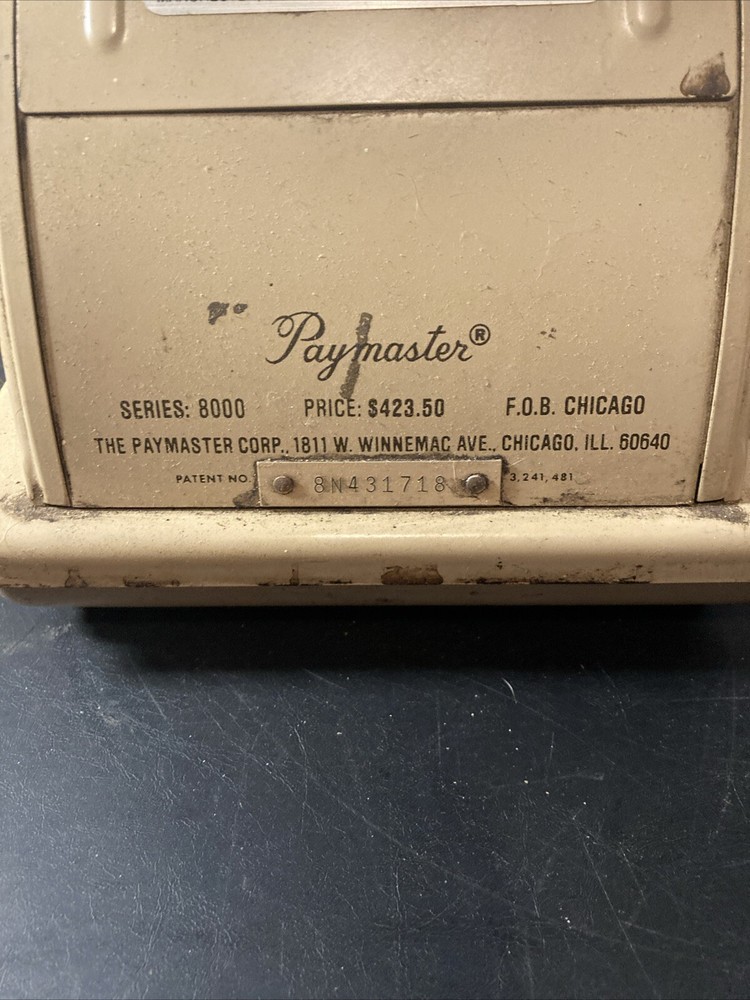 Paymaster®
SERIES: 8000 PRICE: $423.50 F.O.B. CHICAGO
THE PAYMASTER CORP., 1811 W. WINNEMAC AVE., CHICAGO, ILL. 60640
PATENT NO. 8N431718 3,241,481